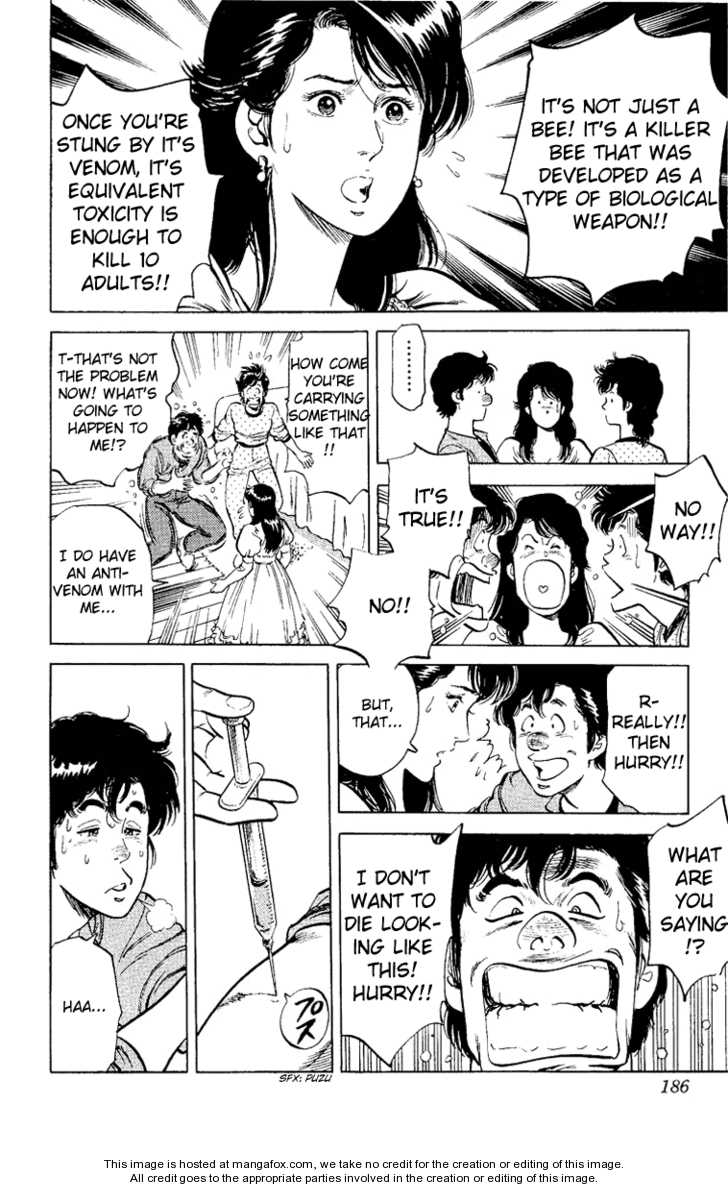 IT'S NOT JUST A
BEE! IT'S A KILLER
BEE THAT WAS
DEVELOPED AS A
TYPE OF BIOLOGICAL
WEAPON!!
ONCE YOU'RE
STUNG BY IT'S
VENOM, IT'S
EQUIVALENT
TOXICITY IS
ENOUGH TO
KILL 10
ADULTS!!
.........
NO
WAY!!
IT'S
TRUE!!
NO!!
HOW COME
YOU'RE
CARRYING
SOMETHING
LIKE THAT
!!
T-THAT'S NOT
THE PROBLEM
NOW! WHAT'S
GOING TO
HAPPEN TO
ME!?
I DO HAVE
AN ANTI-
VENOM WITH
ME...
R-
REALLY!!
THEN
HURRY!!
BUT,
THAT...
WHAT
ARE
YOU
SAYING
!?
I DON'T
WANT TO
DIE LOOK-
ING LIKE
THIS!
HURRY!!
プス
SFX: PUZU
HAA...
186
This image is hosted at mangafox.com, we take no credit for the creation or editing of this image.
All credit goes to the appropriate parties involved in the creation or editing of this image.